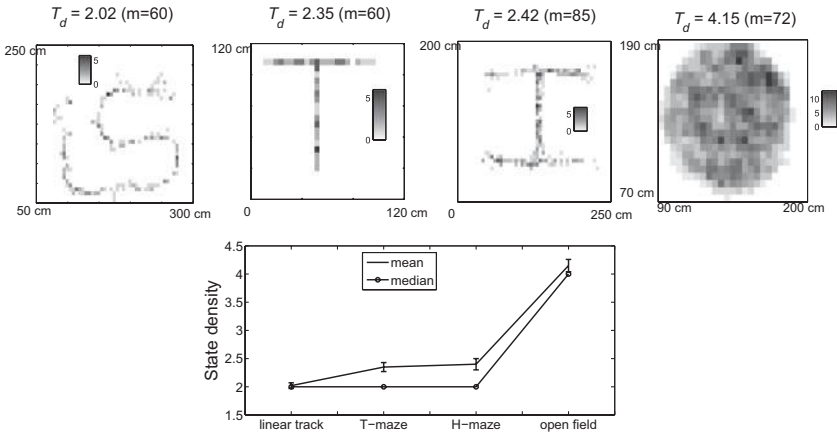 T_d = 2.02 (m=60)
T_d = 2.35 (m=60)
T_d = 2.42 (m=85)
T_d = 4.15 (m=72)
250 cm
5
0
50 cm
300 cm
120 cm
5
0
0
120 cm
200 cm
5
0
0
250 cm
190 cm
10
5
0
70 cm
90 cm
200 cm
4.5
4
3.5
3
2.5
2
1.5
State density
mean
median
linear track
T−maze
H−maze
open field